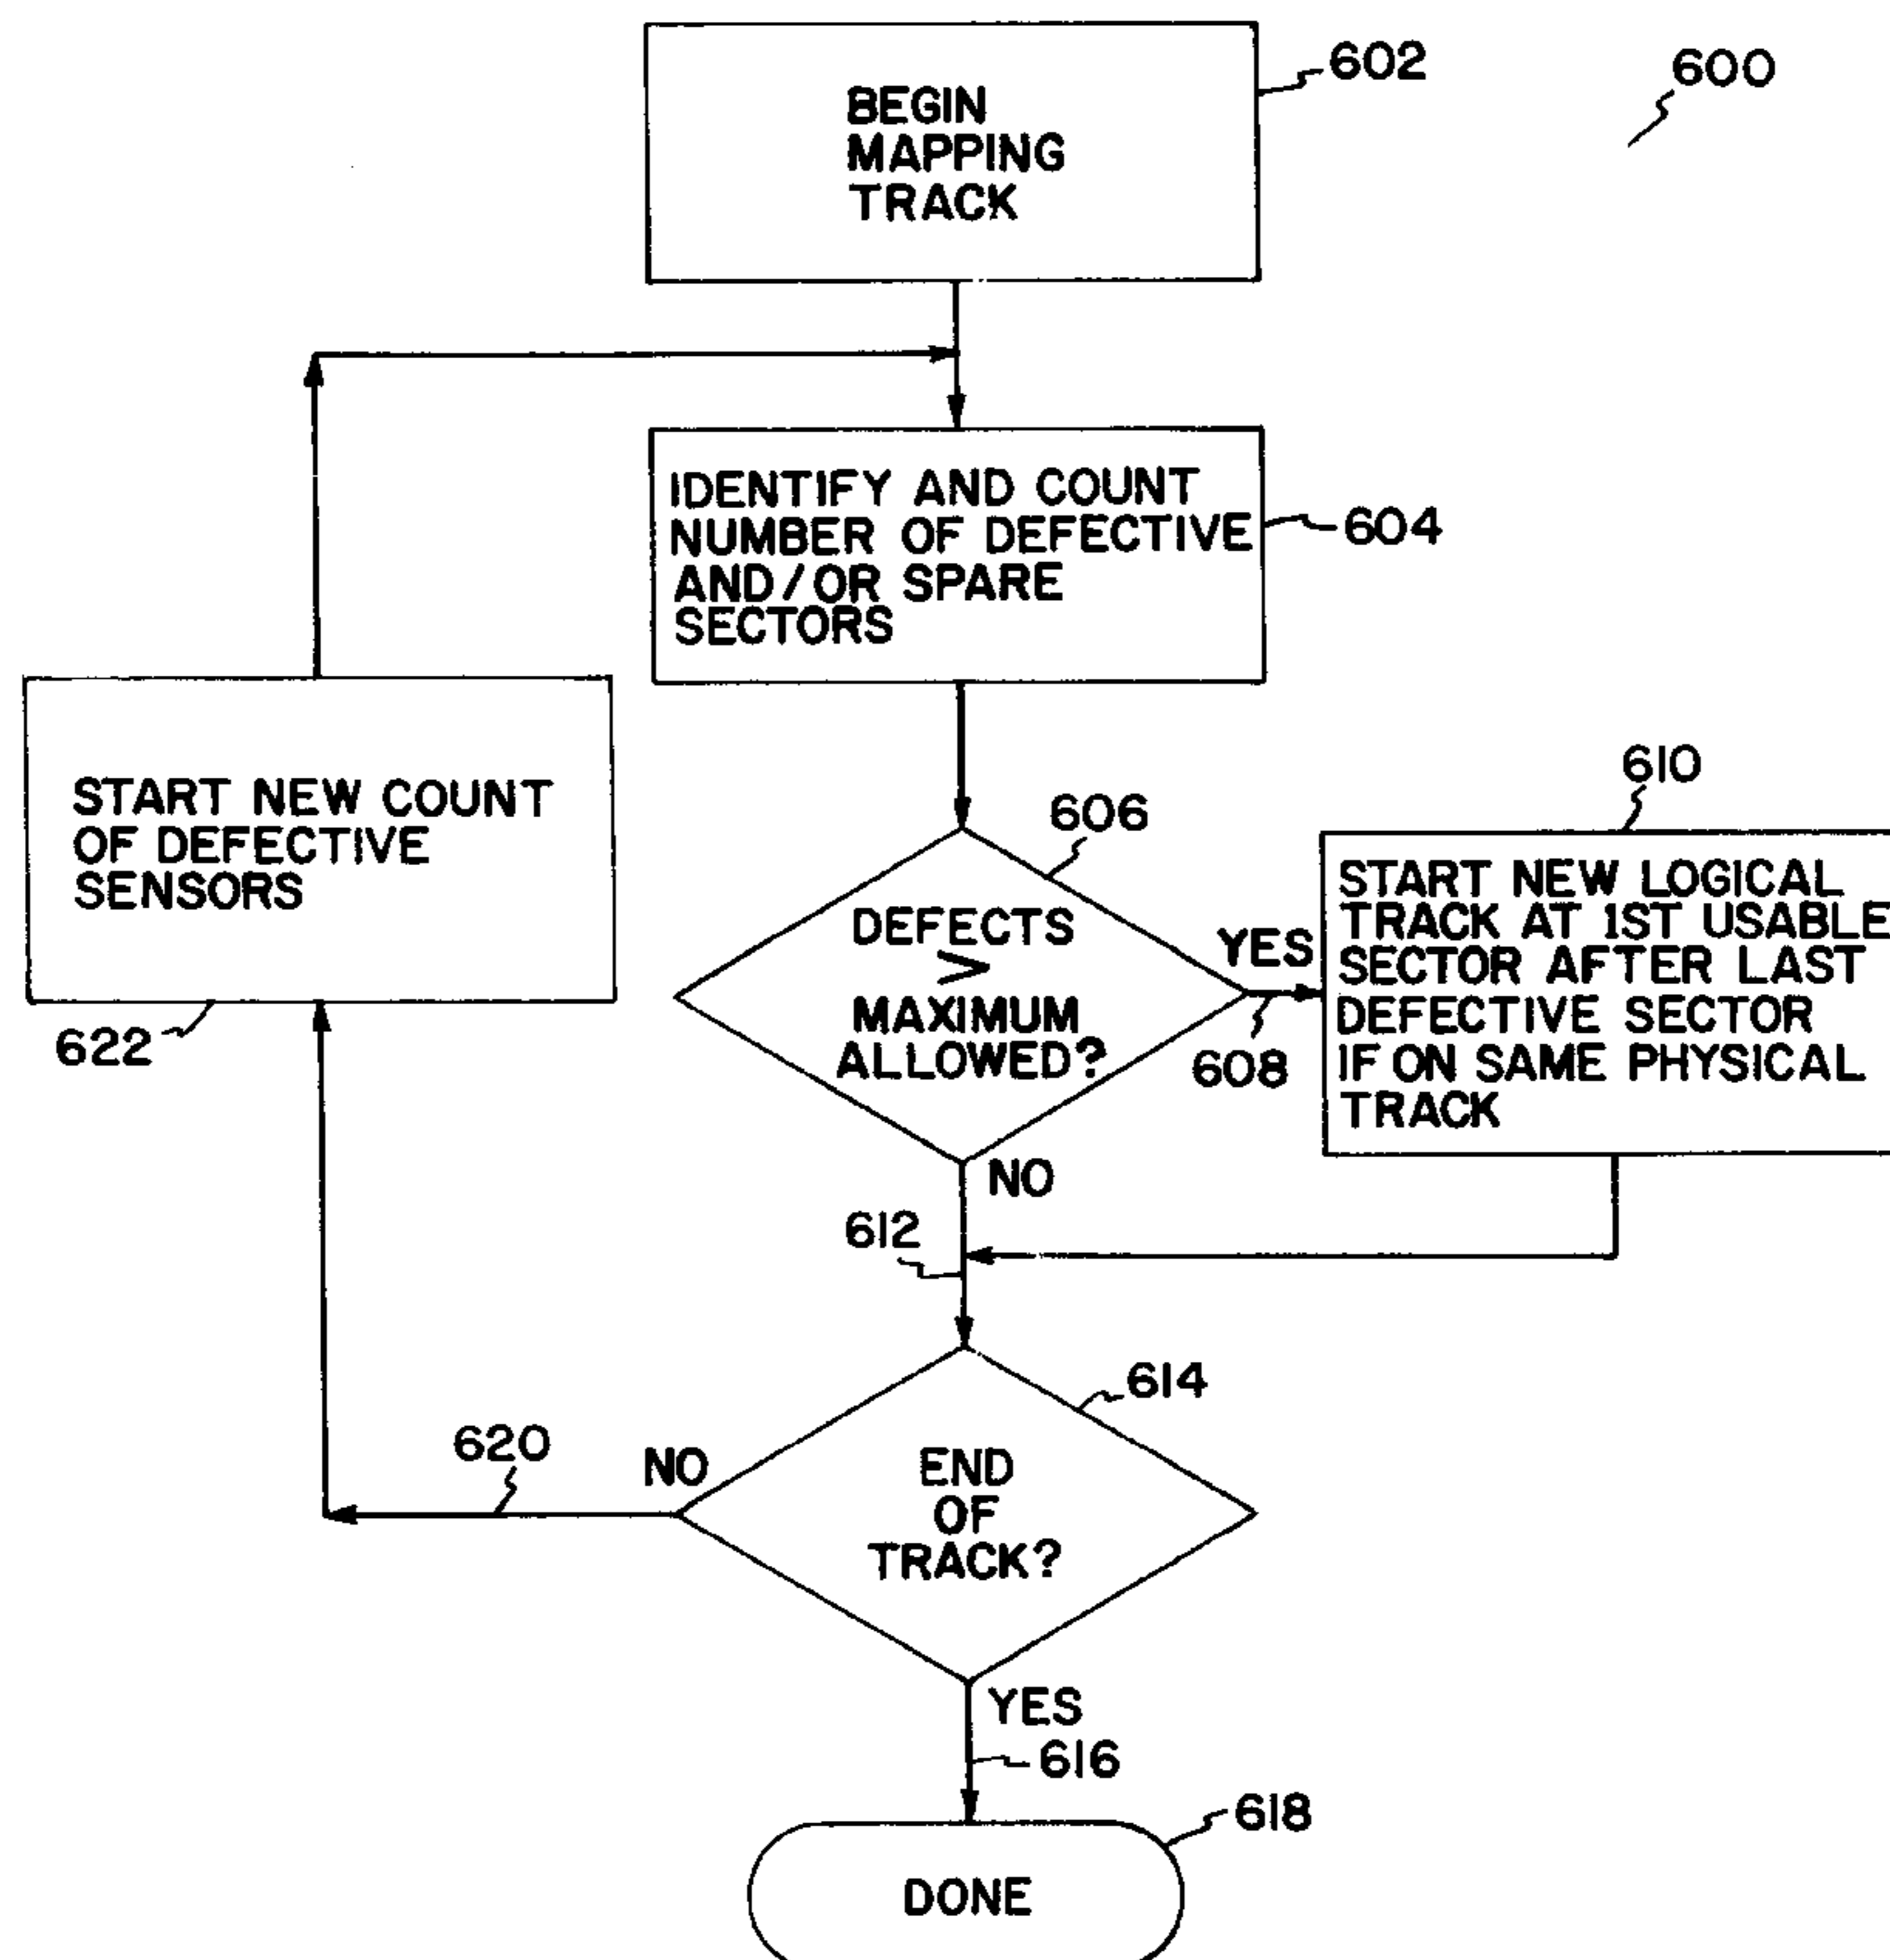 602
600
BEGIN
MAPPING
TRACK
IDENTIFY AND COUNT
NUMBER OF DEFECTIVE
AND/OR SPARE
SECTORS
604
START NEW COUNT
OF DEFECTIVE
SENSORS
622
606
DEFECTS
>
MAXIMUM
ALLOWED?
YES
608
610
START NEW LOGICAL
TRACK AT 1ST USABLE
SECTOR AFTER LAST
DEFECTIVE SECTOR
IF ON SAME PHYSICAL
TRACK
NO
612
614
END
OF
TRACK?
NO
620
YES
616
618
DONE